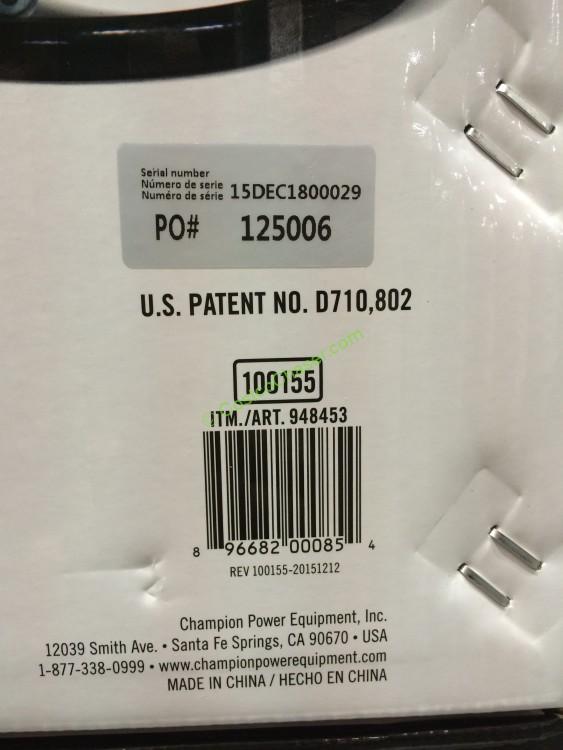 Serial number
Número de serie
Numéro de série 15DEC1800029
PO# 125006
U.S. PATENT NO. D710,802
100155
ITM./ART. 948453
8 96682 00085 4
REV 100155-20151212
Champion Power Equipment, Inc.
12039 Smith Ave. • Santa Fe Springs, CA 90670 • USA
1-877-338-0999 • www.championpowerequipment.com
MADE IN CHINA / HECHO EN CHINA